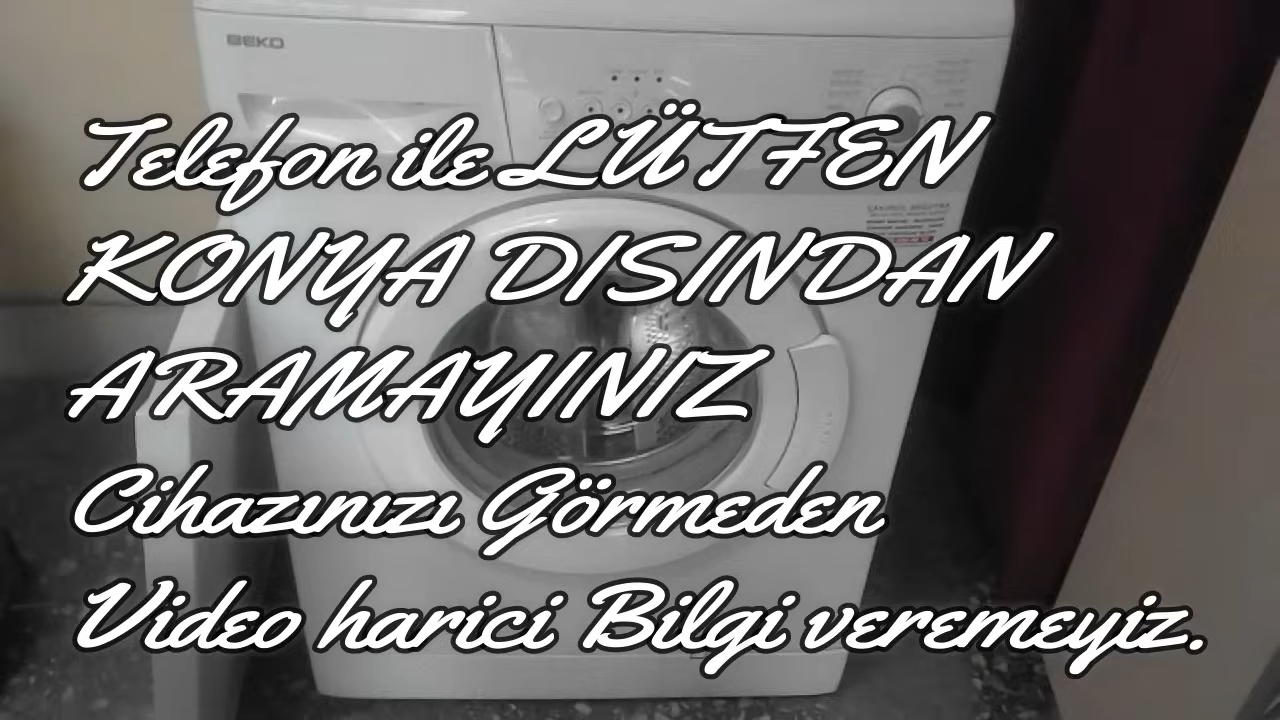 BEKO
Telefon ile LÜTFEN
KONYA DISINDAN
ARAMAYINIZ
Cihazınızı Görmeden
Video harici Bilgi veremeyiz.